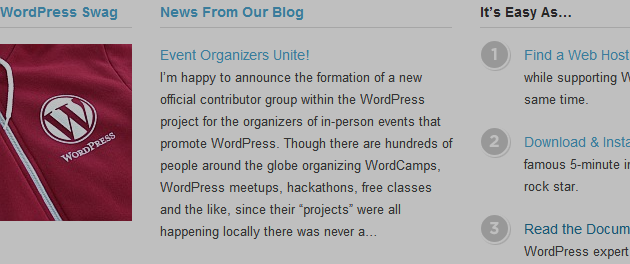 WordPress Swag
WORDPRESS
News From Our Blog
Event Organizers Unite!
I’m happy to announce the formation of a new
official contributor group within the WordPress
project for the organizers of in-person events that
promote WordPress. Though there are hundreds of
people around the globe organizing WordCamps,
WordPress meetups, hackathons, free classes
and the like, since their “projects” were all
happening locally there was never a…
It’s Easy As…
1 Find a Web Host
while supporting W
same time.
2 Download & Insta
famous 5-minute in
rock star.
3 Read the Docum
WordPress expert